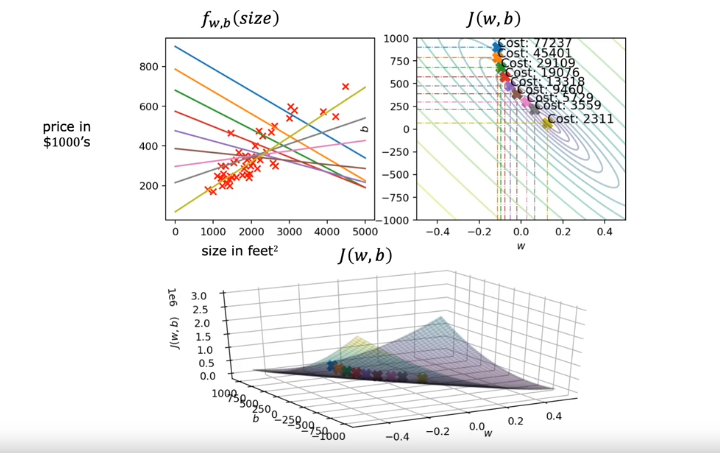 f_{w,b}(size)
J(w, b)
price in
$1000's
800
600
400
200
0 1000 2000 3000 4000 5000
size in feet²
b
1000
750
500
250
0
−250
−500
−750
−1000
Cost: 77237
Cost: 45401
Cost: 29109
Cost: 19076
Cost: 13318
Cost: 9460
Cost: 5729
Cost: 3559
Cost: 2311
−0.4 −0.2 0.0 0.2 0.4
w
J(w, b)
1e6
J(w, b)
3.0
2.5
2.0
1.5
1.0
0.5
0.0
1000
750
500
250
0
−250
−500
−750
−1000
b
−0.4 −0.2 0.0 0.2 0.4
w